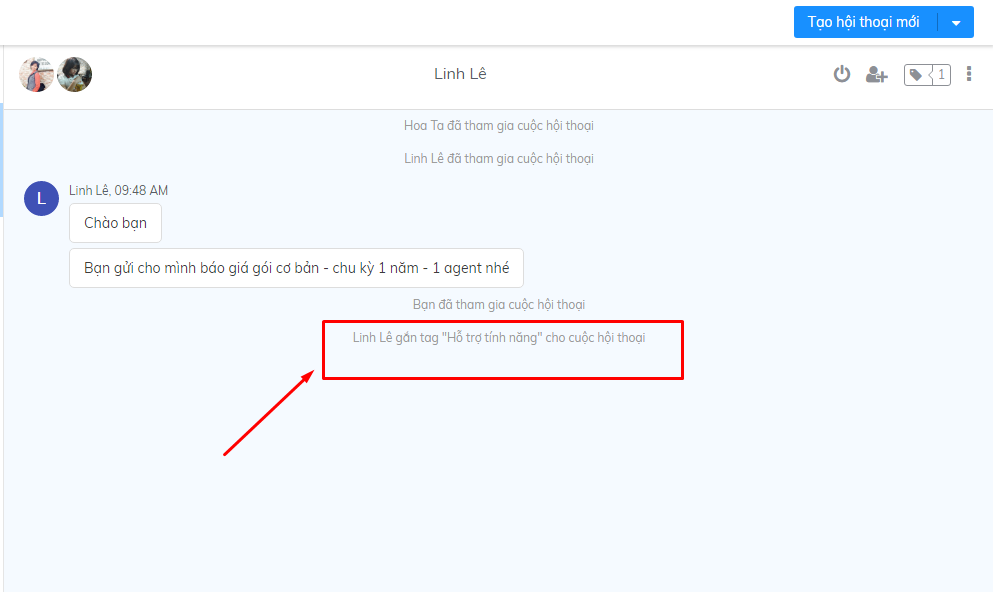 Tạo hội thoại mới
Linh Lê
1
Hoa Ta đã tham gia cuộc hội thoại
Linh Lê đã tham gia cuộc hội thoại
L
Linh Lê, 09:48 AM
Chào bạn
Bạn gửi cho mình báo giá gói cơ bản - chu kỳ 1 năm - 1 agent nhé
Bạn đã tham gia cuộc hội thoại
Linh Lê gắn tag "Hỗ trợ tính năng" cho cuộc hội thoại